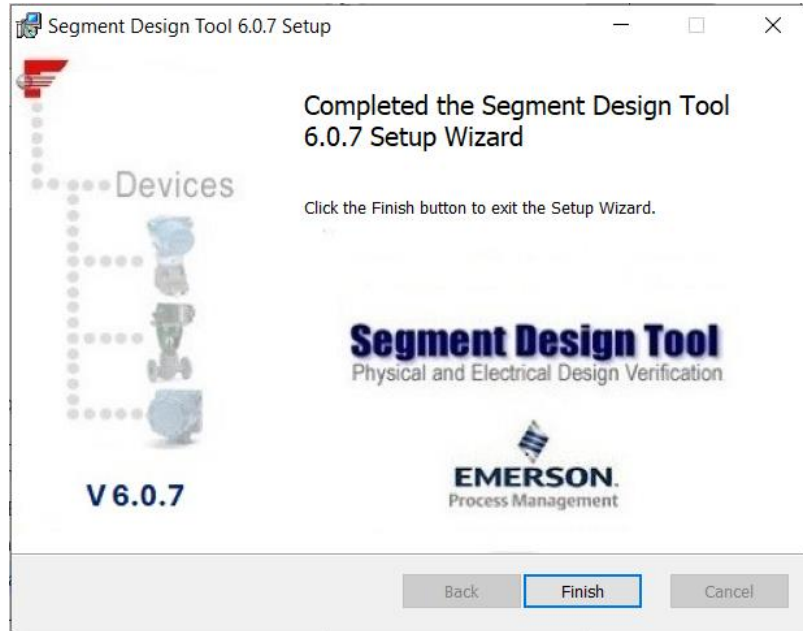 Segment Design Tool 6.0.7 Setup
Completed the Segment Design Tool
6.0.7 Setup Wizard
Devices
Click the Finish button to exit the Setup Wizard.
Segment Design Tool
Physical and Electrical Design Verification
V 6.0.7
EMERSON.
Process Management
Back
Finish
Cancel